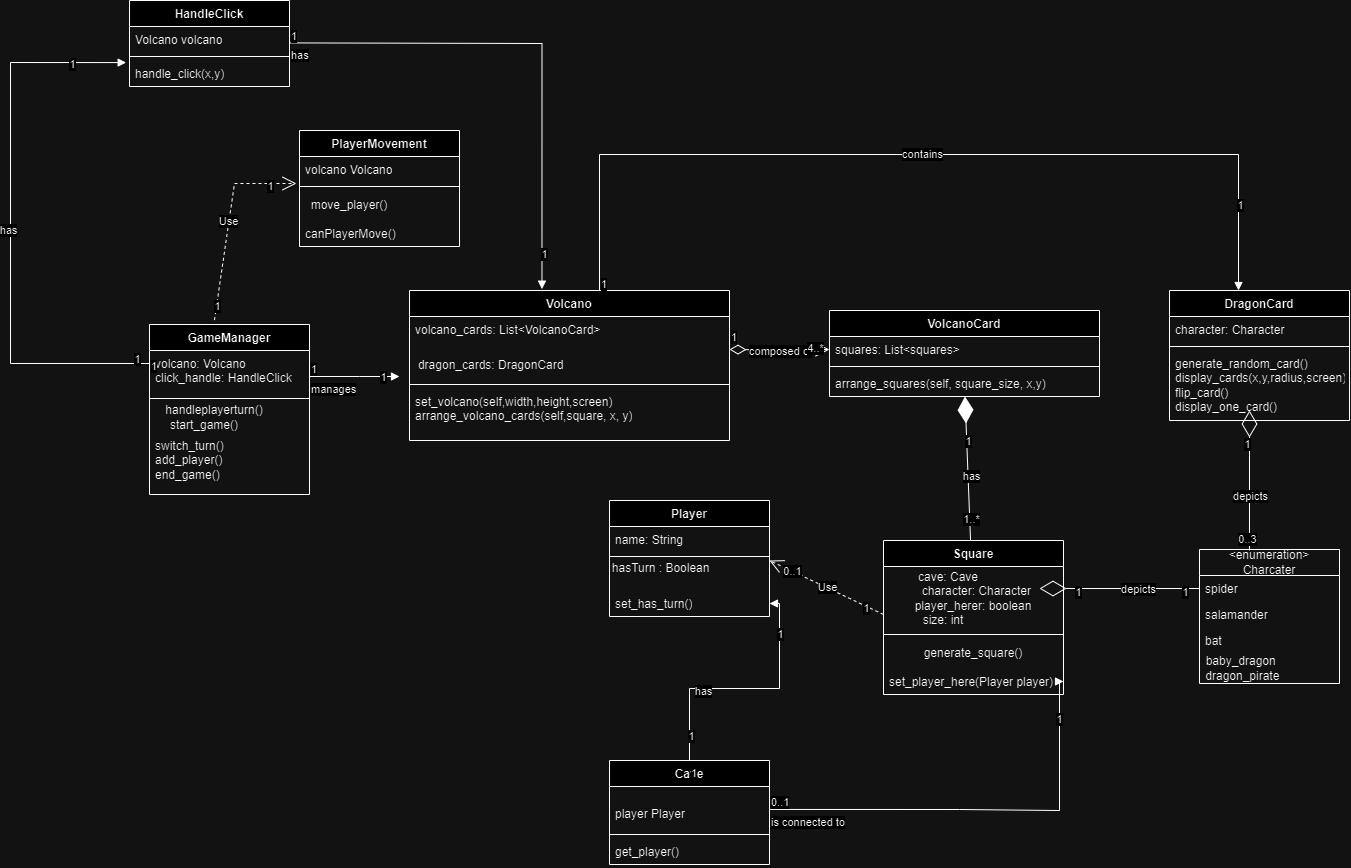 HandleClick
Volcano volcano
handle_click(x,y)
1
has
1
has
PlayerMovement
volcano Volcano
move_player()
canPlayerMove()
1
Use
1
contains
1
1
1
GameManager
volcano: Volcano
click_handle: HandleClick
handleplayerturn()
start_game()
switch_turn()
add_player()
end_game()
1
1
1
manages
1
Volcano
volcano_cards: List<VolcanoCard>
dragon_cards: DragonCard
set_volcano(self,width,height,screen)
arrange_volcano_cards(self,square, x, y)
1
composed
4..*
VolcanoCard
squares: List<squares>
arrange_squares(self, square_size, x,y)
DragonCard
character: Character
generate_random_card()
display_cards(x,y,radius,screen)
flip_card()
display_one_card()
1
depicts
0..3
1
has
1..*
Player
name: String
hasTurn : Boolean
set_has_turn()
0..1
Use
1
Square
cave: Cave
character: Character
player_herer: boolean
size: int
generate_square()
set_player_here(Player player)
1
depicts
1
<enumeration>
Charcater
spider
salamander
bat
baby_dragon
dragon_pirate
1
has
1
1
Ca
1
e
player Player
get_player()
0..1
is connected to